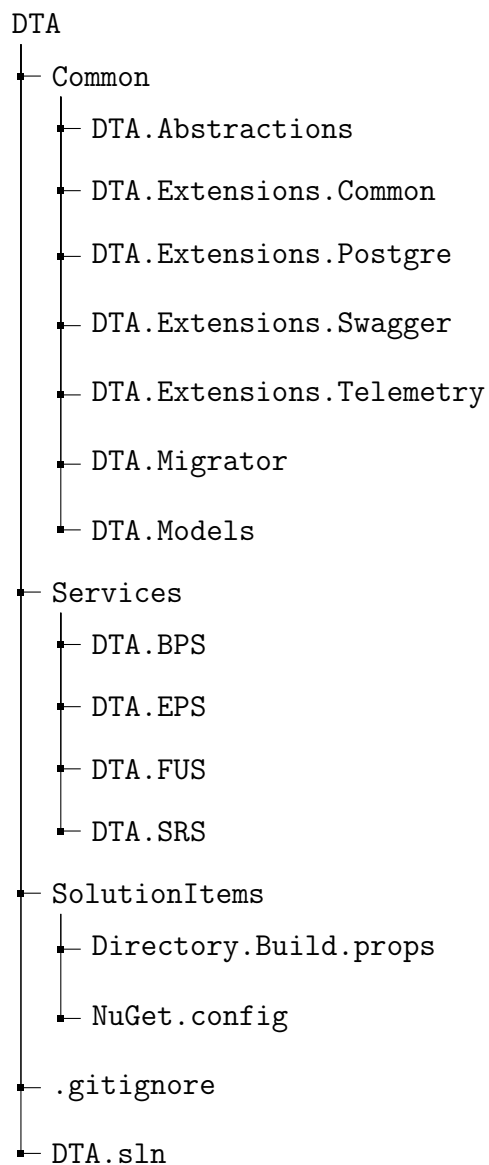 DTA
Common
DTA.Abstractions
DTA.Extensions.Common
DTA.Extensions.Postgre
DTA.Extensions.Swagger
DTA.Extensions.Telemetry
DTA.Migrator
DTA.Models
Services
DTA.BPS
DTA.EPS
DTA.FUS
DTA.SRS
SolutionItems
Directory.Build.props
NuGet.config
.gitignore
DTA.sln